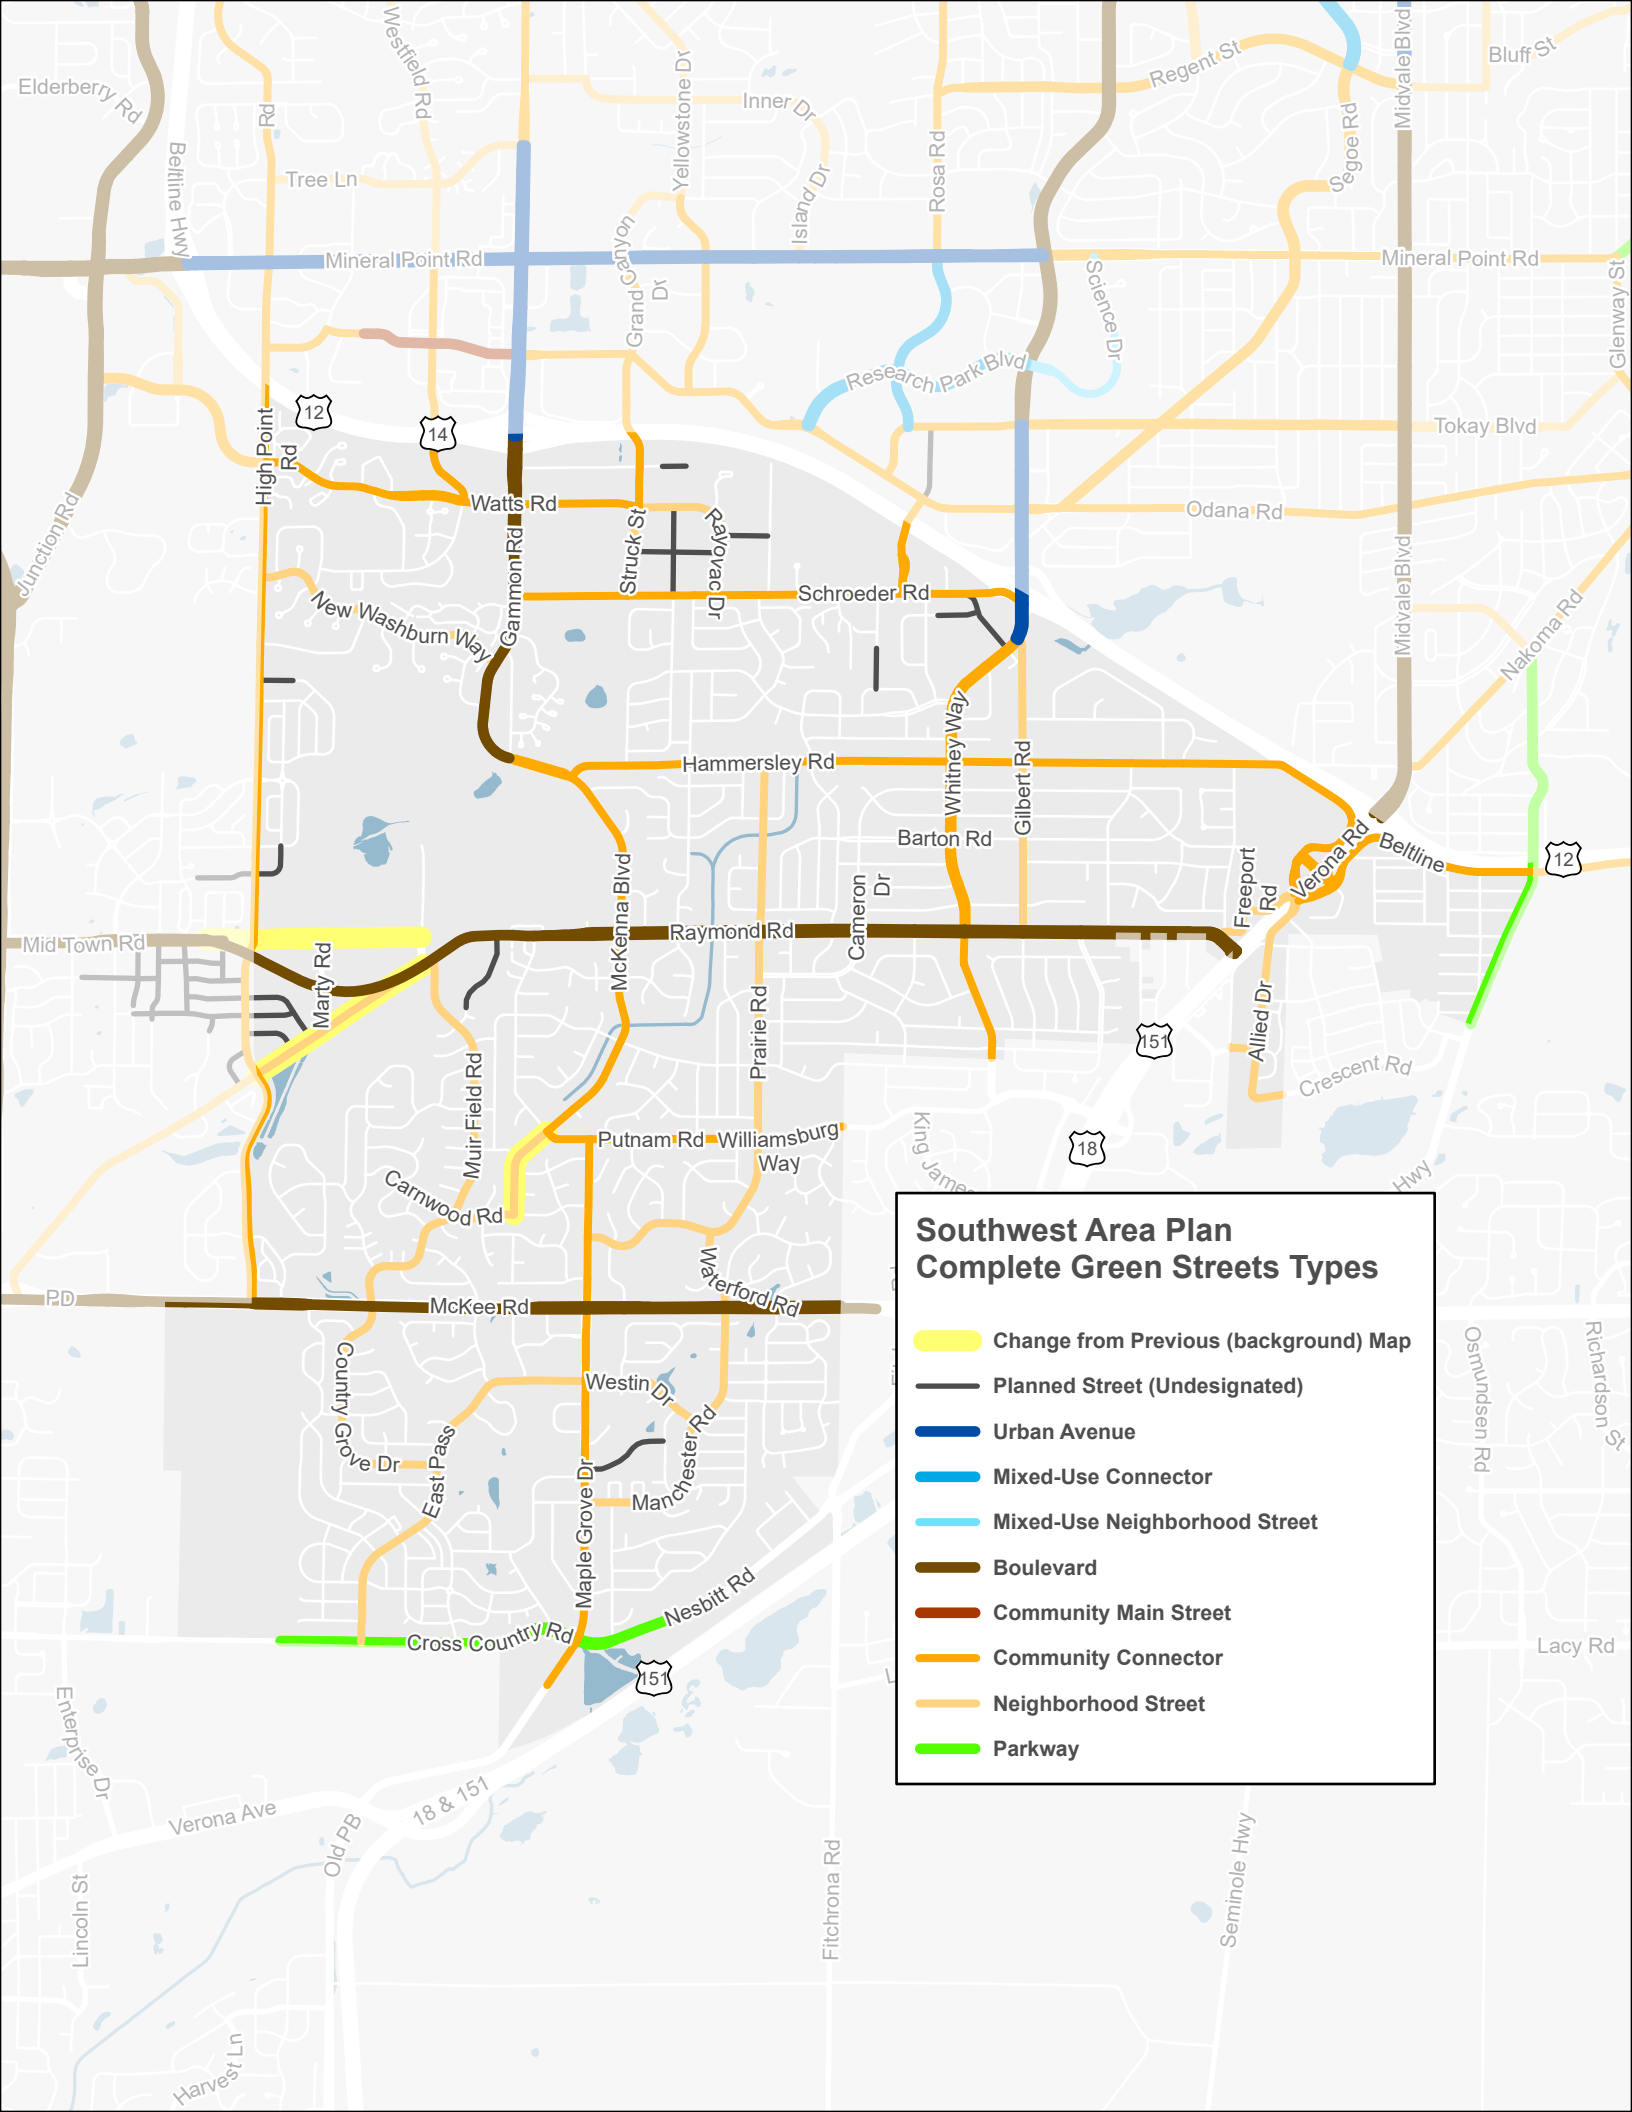 Elderberry Rd
Beltline Hwy
Rd
Westfield Rd
Yellowstone Dr
Inner Dr
Island Dr
Rosa Rd
Regent St
Segoe Rd
Midvale Blvd
Bluff St
Tree Ln
Grand Canyon
Dr
Mineral Point Rd
Science Dr
Mineral Point Rd
Glenway St
Research Park Blvd
12
14
High Point
Rd
Tokay Blvd
Junction Rd
Watts Rd
Gammon Rd
Struck St
Rayovac Dr
Odana Rd
Midvale Blvd
Schroeder Rd
New Washburn Way
Nakoma Rd
Hammersley Rd
Whitney Way
Gilbert Rd
Barton Rd
Verona Rd
Beltline
12
McKenna Blvd
Cameron
Dr
Freeport
Rd
Mid Town Rd
Marty Rd
Raymond Rd
Prairie Rd
Muir Field Rd
151
Allied Dr
Crescent Rd
Putnam Rd
Williamsburg
Way
King James
18
Hwy
Carnwood Rd
Waterford Rd
PD
McKee Rd
Southwest Area Plan
Complete Green Streets Types
Change from Previous (background) Map
Planned Street (Undesignated)
Urban Avenue
Mixed-Use Connector
Mixed-Use Neighborhood Street
Boulevard
Community Main Street
Community Connector
Neighborhood Street
Parkway
Country Grove Dr
East Pass
Westin Dr
Manchester Rd
Maple Grove Dr
Osmundsen Rd
Richardson St
Nesbitt Rd
Cross Country Rd
151
Lacy Rd
Enterprise Dr
Verona Ave
Old PB
18 & 151
Lincoln St
Fitchrona Rd
Seminole Hwy
Harvest Ln